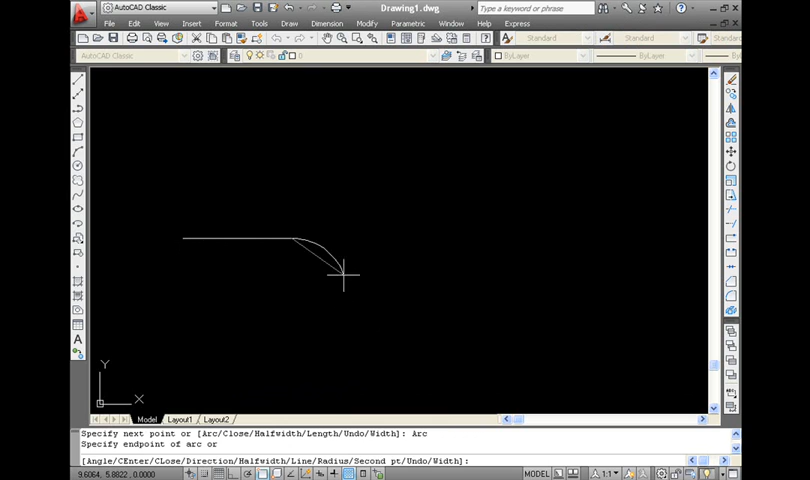 AutoCAD Classic
Drawing1.dwg
Type a keyword or phrase
File Edit View Insert Format Tools Draw Dimension Modify Parametric Window Help Express
Standard Standard Standard
AutoCAD Classic 0 ByLayer ByLayer ByLayer
Y
X
A
Model Layout1 Layout2
Specify next point or [Arc/Close/Halfwidth/Length/Undo/Width]: Arc
Specify endpoint of arc or
[Angle/CEnter/CLose/Direction/Halfwidth/Line/Radius/Second pt/Undo/Width]:
9.6064, 5.8822, 0.0000 MODEL 1:1